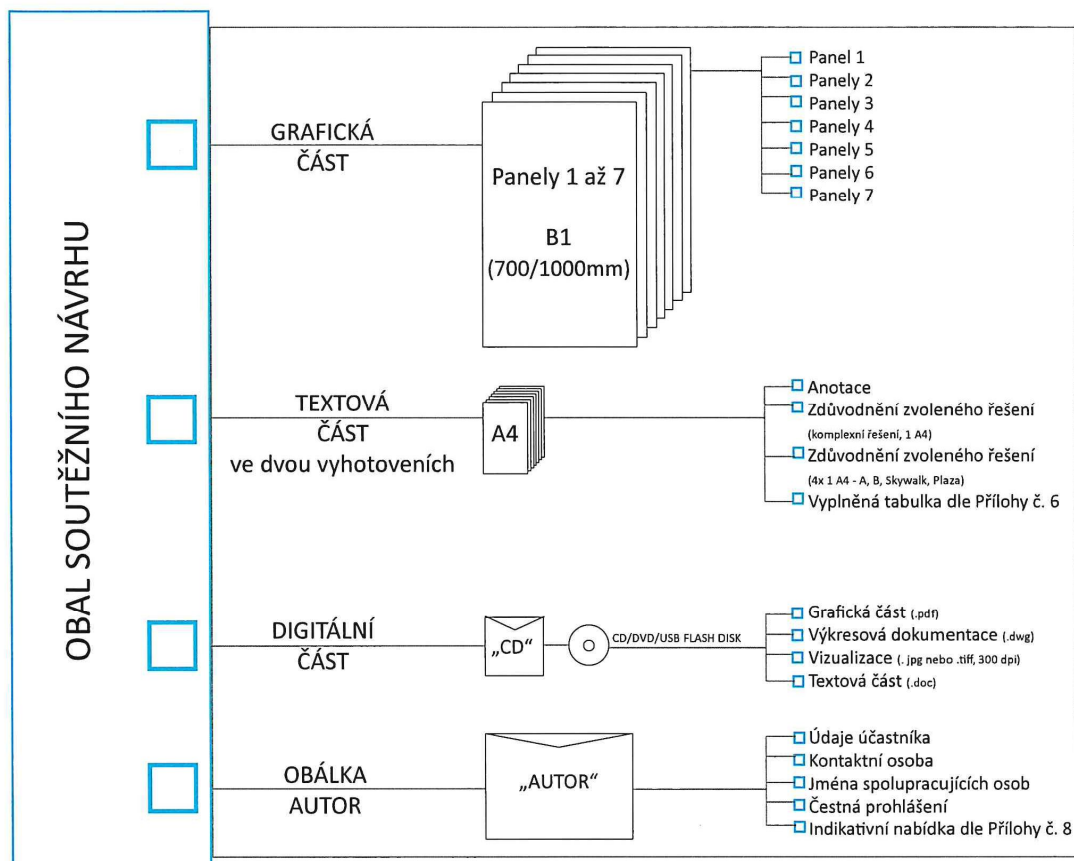 OBAL SOUTĚŽNÍHO NÁVRHU
GRAFICKÁ
ČÁST
Panely 1 až 7
B1
(700/1000mm)
Panel 1
Panely 2
Panely 3
Panely 4
Panely 5
Panely 6
Panely 7
TEXTOVÁ
ČÁST
ve dvou vyhotoveních
A4
Anotace
Zdůvodnění zvoleného řešení
(komplexní řešení, 1 A4)
Zdůvodnění zvoleného řešení
(4x 1 A4 - A, B, Skywalk, Plaza)
Vyplněná tabulka dle Přílohy č. 6
DIGITÁLNÍ
ČÁST
„CD“
CD/DVD/USB FLASH DISK
Grafická část (.pdf)
Výkresová dokumentace (.dwg)
Vizualizace (. jpg nebo .tiff, 300 dpi)
Textová část (.doc)
OBÁLKA
AUTOR
„AUTOR“
Údaje účastníka
Kontaktní osoba
Jména spolupracujících osob
Čestná prohlášení
Indikativní nabídka dle Přílohy č. 8